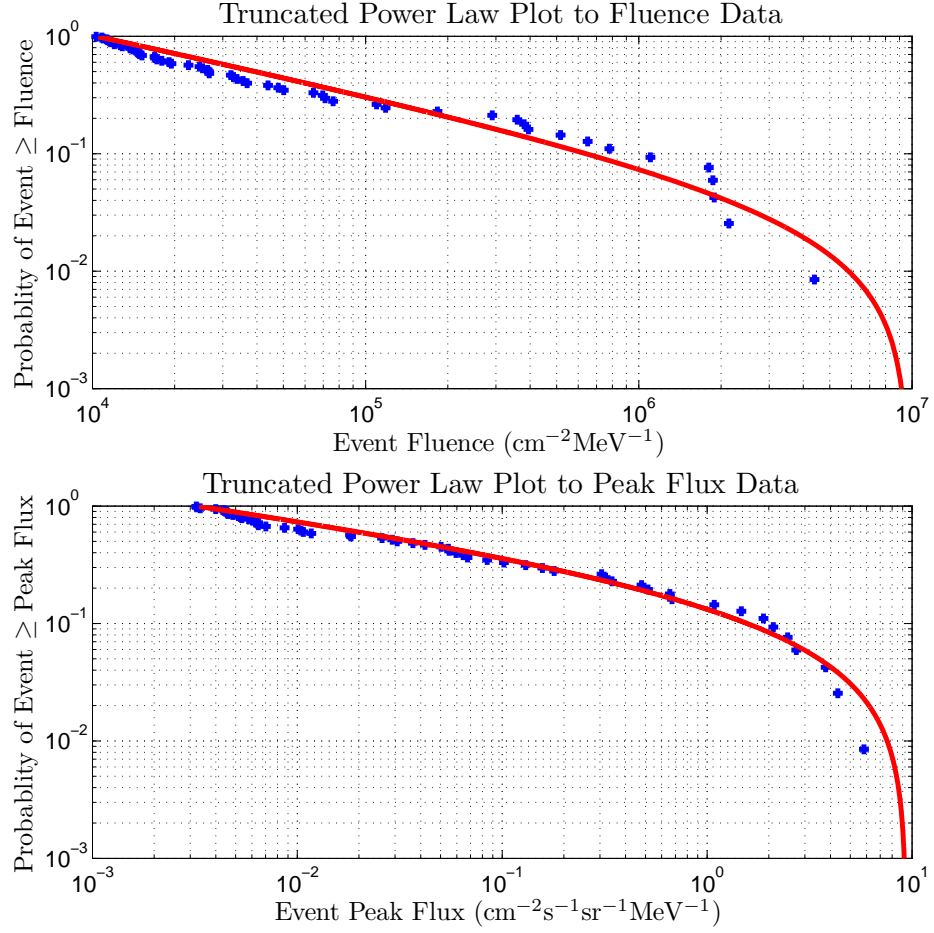 Truncated Power Law Plot to Fluence Data
Probablity of Event ≥ Fluence
10^0
10^−1
10^−2
10^−3
10^4
10^5
10^6
10^7
Event Fluence (cm^−2MeV^−1)
Truncated Power Law Plot to Peak Flux Data
Probablity of Event ≥ Peak Flux
10^0
10^−1
10^−2
10^−3
10^−3
10^−2
10^−1
10^0
10^1
Event Peak Flux (cm^−2s^−1sr^−1MeV^−1)